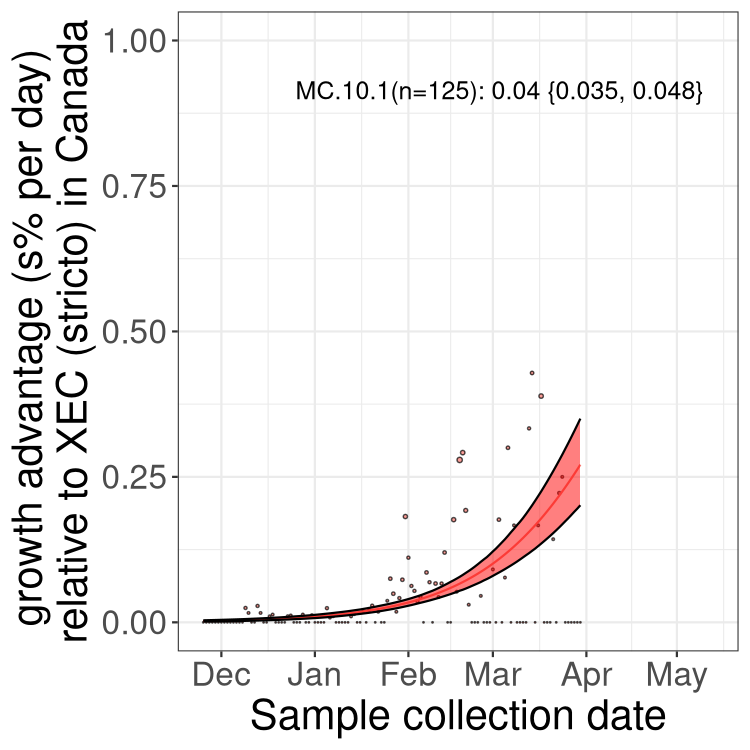 growth advantage (s% per day)
relative to XEC (stricto) in Canada
1.00
0.75
0.50
0.25
0.00
MC.10.1(n=125): 0.04 {0.035, 0.048}
Dec Jan Feb Mar Apr May
Sample collection date